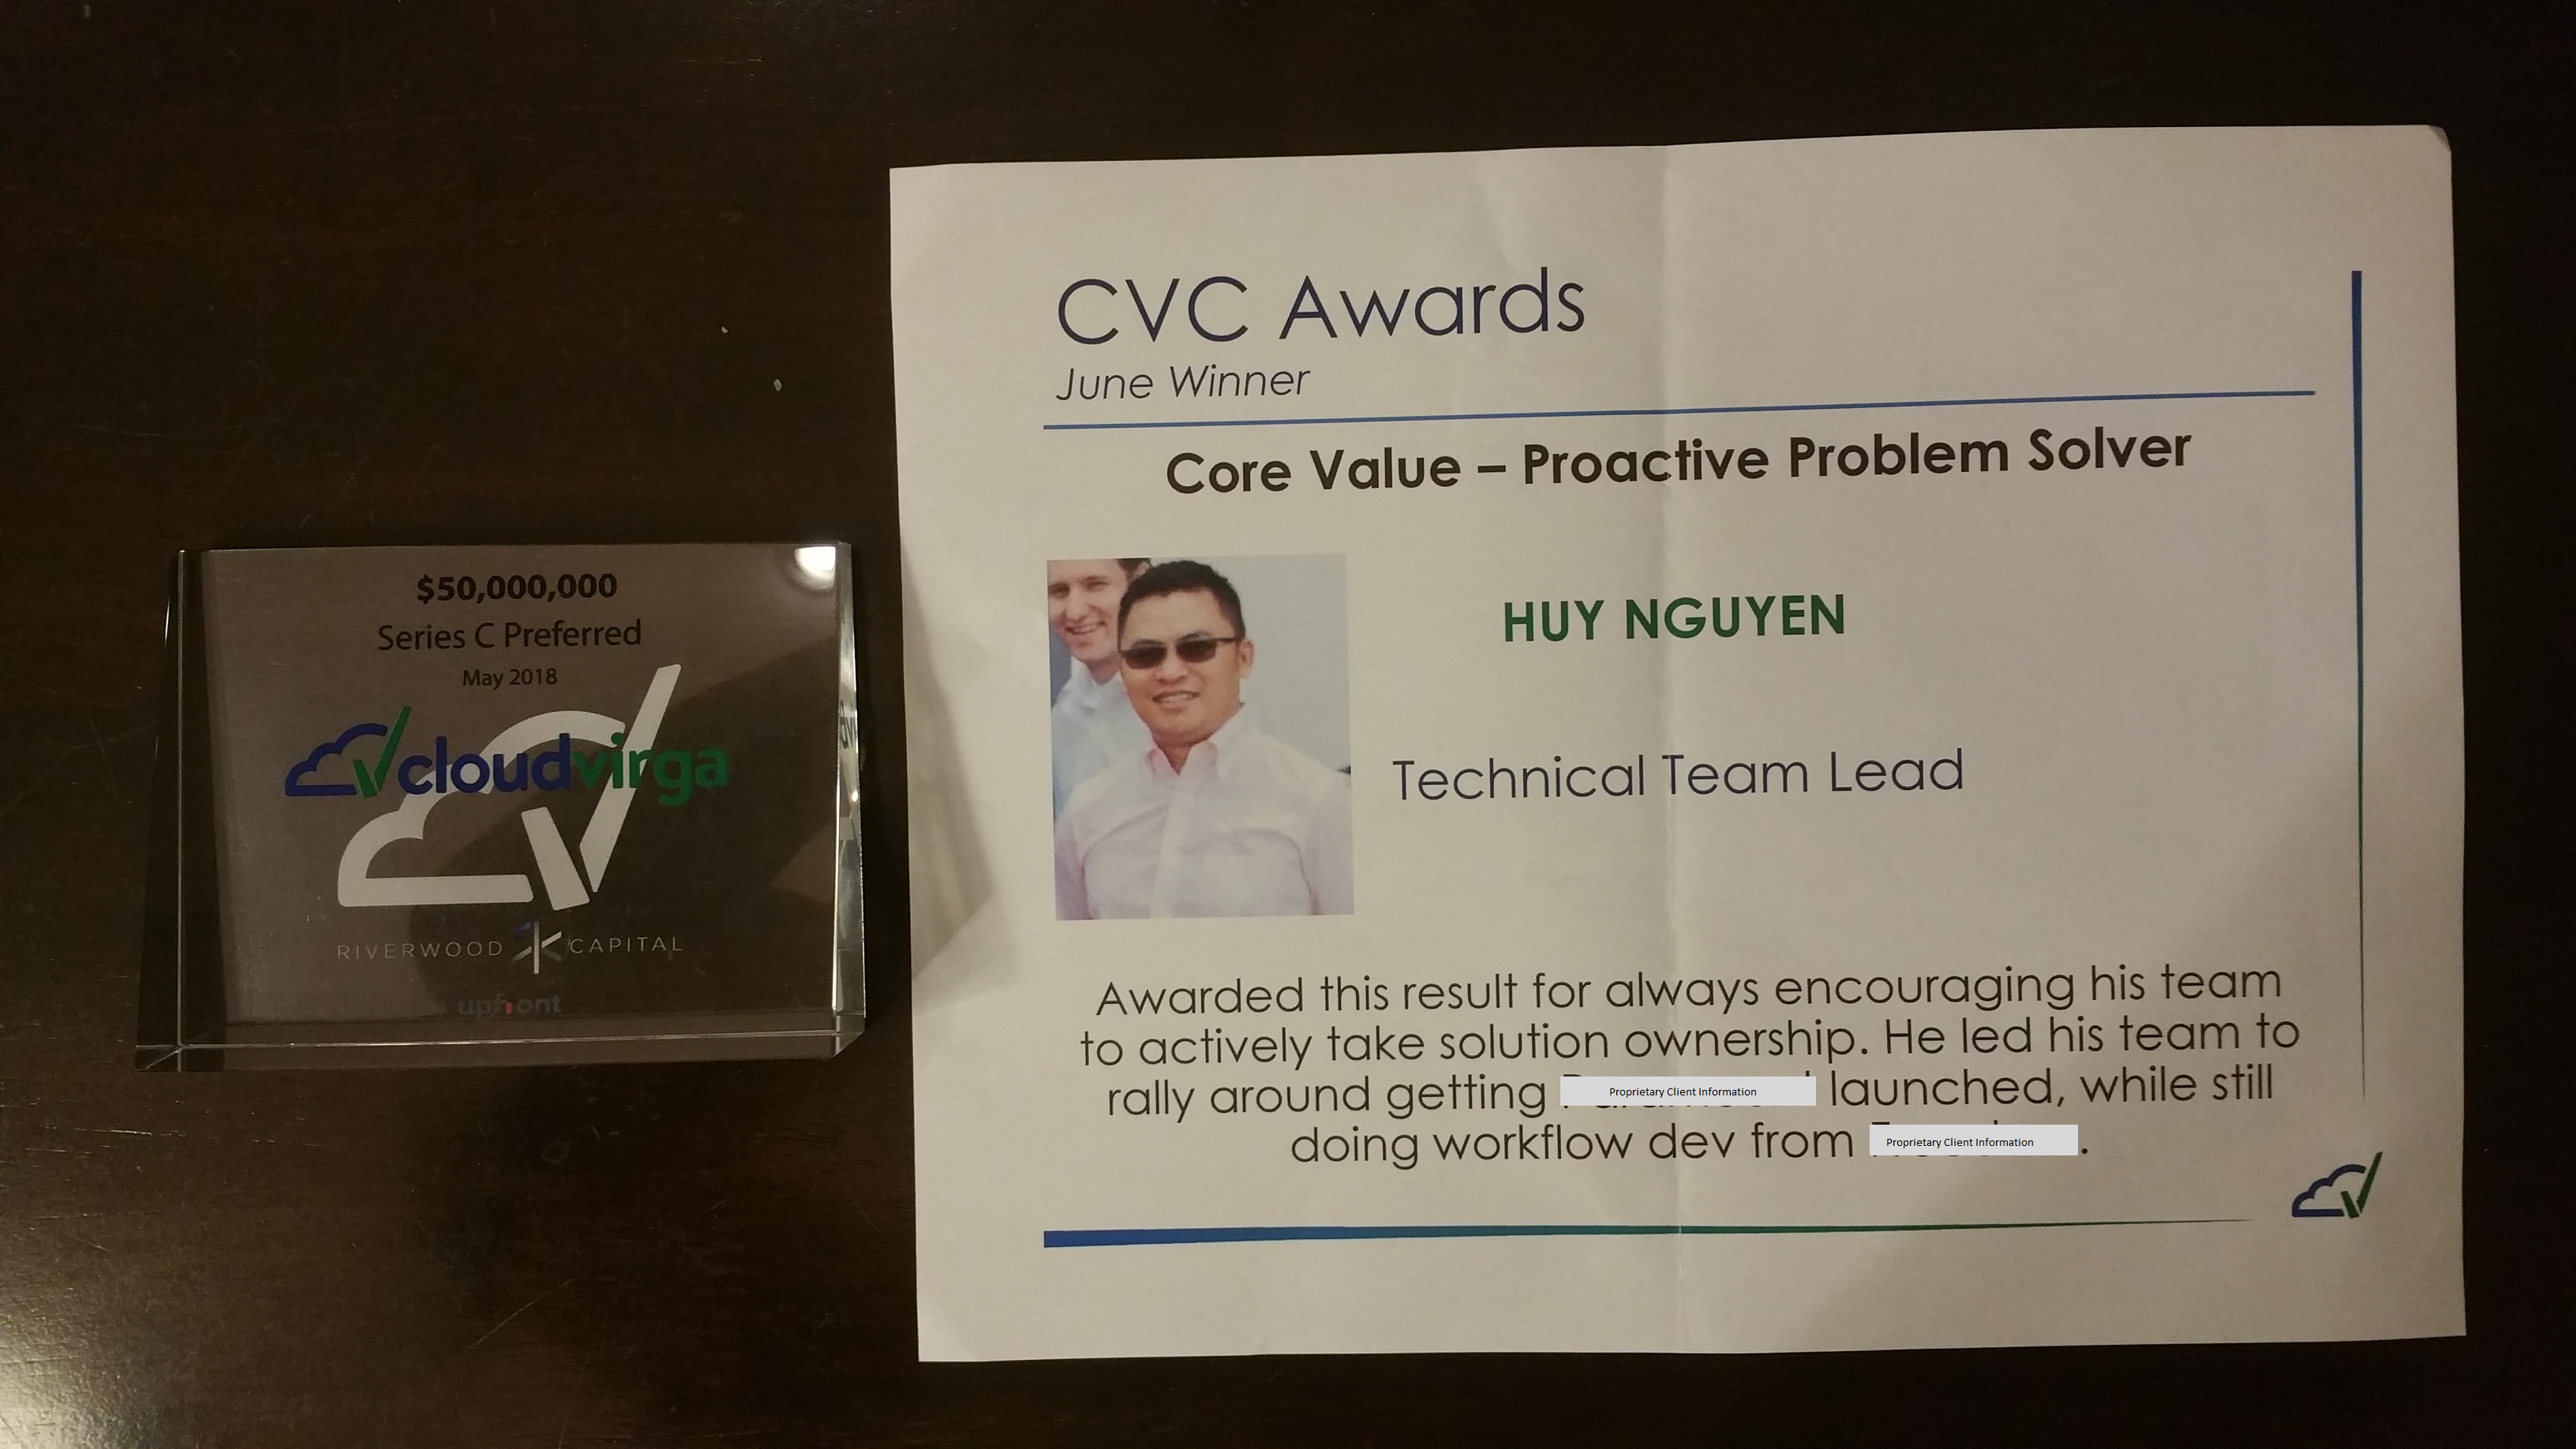 $50,000,000
Series C Preferred
May 2018
cloudvirga
RIVERWOOD CAPITAL
upfront
CVC Awards
June Winner
Core Value – Proactive Problem Solver
HUY NGUYEN
Technical Team Lead
Awarded this result for always encouraging his team
to actively take solution ownership. He led his team to
rally around getting Proprietary Client Information launched, while still
doing workflow dev from Proprietary Client Information .